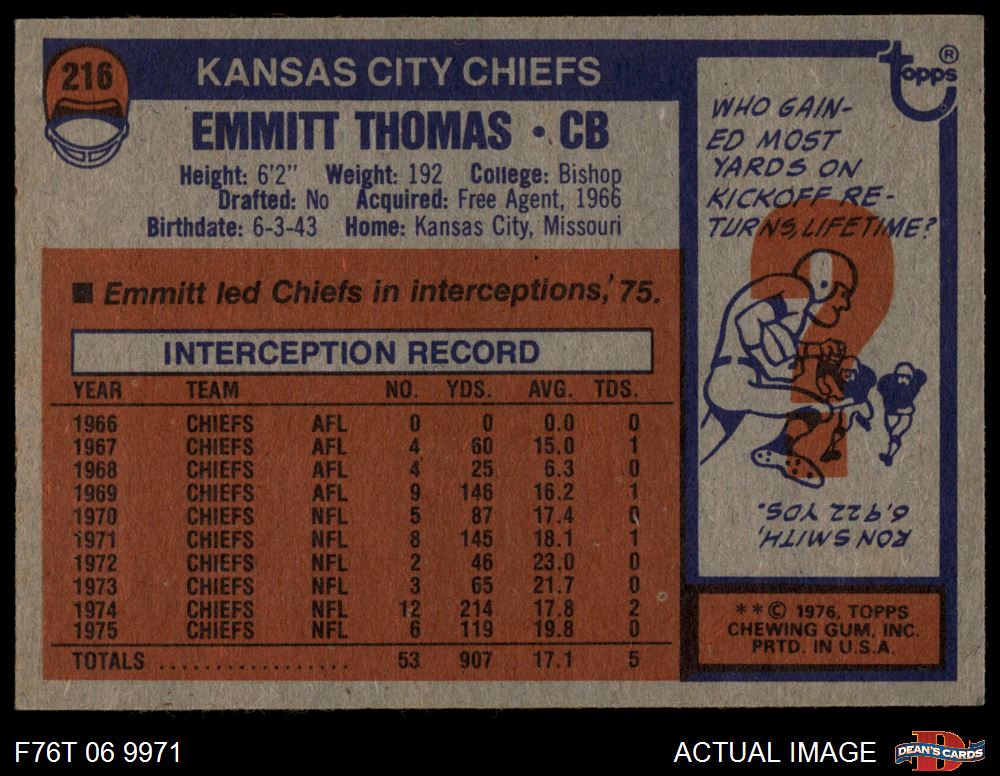 216
KANSAS CITY CHIEFS
EMMITT THOMAS • CB
Height: 6'2" Weight: 192 College: Bishop
Drafted: No Acquired: Free Agent, 1966
Birthdate: 6-3-43 Home: Kansas City, Missouri
■ Emmitt led Chiefs in interceptions,'75.
INTERCEPTION RECORD
YEAR TEAM NO. YDS. AVG. TDS.
1966 CHIEFS AFL 0 0 0.0 0
1967 CHIEFS AFL 4 60 15.0 1
1968 CHIEFS AFL 4 25 6.3 0
1969 CHIEFS AFL 9 146 16.2 1
1970 CHIEFS NFL 5 87 17.4 0
1971 CHIEFS NFL 8 145 18.1 1
1972 CHIEFS NFL 2 46 23.0 0
1973 CHIEFS NFL 3 65 21.7 0
1974 CHIEFS NFL 12 214 17.8 2
1975 CHIEFS NFL 6 119 19.8 0
TOTALS .................. 53 907 17.1 5
topps®
WHO GAIN-
ED MOST
YARDS ON
KICKOFF RE-
TURNS, LIFETIME?
RON SMITH,
6,922 YDS.
**© 1976, TOPPS
CHEWING GUM, INC.
PRTD. IN U.S.A.
F76T 06 9971
ACTUAL IMAGE
DEAN'S CARDS